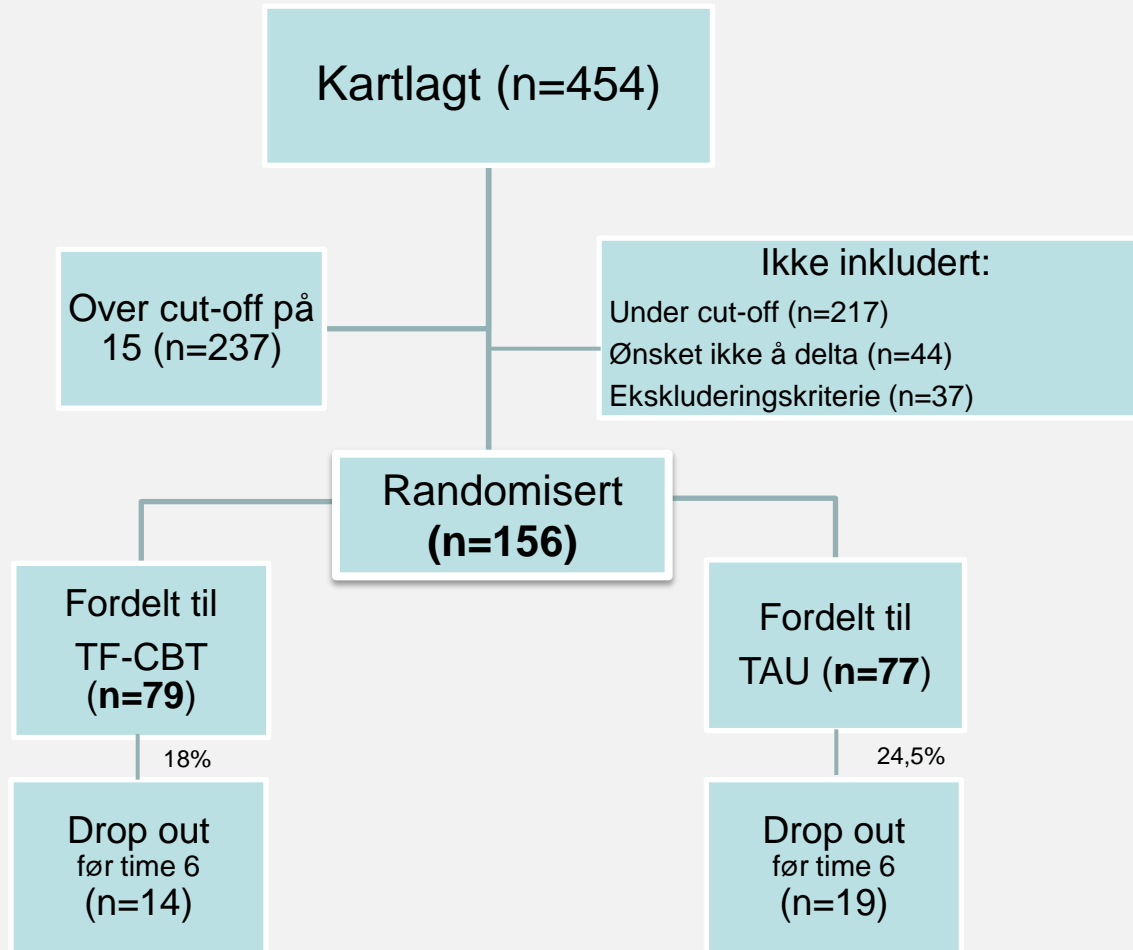 Kartlagt (n=454)
Over cut-off på
15 (n=237)
Ikke inkludert:
Under cut-off (n=217)
Ønsket ikke å delta (n=44)
Ekskluderingskriterie (n=37)
Randomisert
(n=156)
Fordelt til
TF-CBT
(n=79)
Fordelt til
TAU (n=77)
18%
24,5%
Drop out
før time 6
(n=14)
Drop out
før time 6
(n=19)